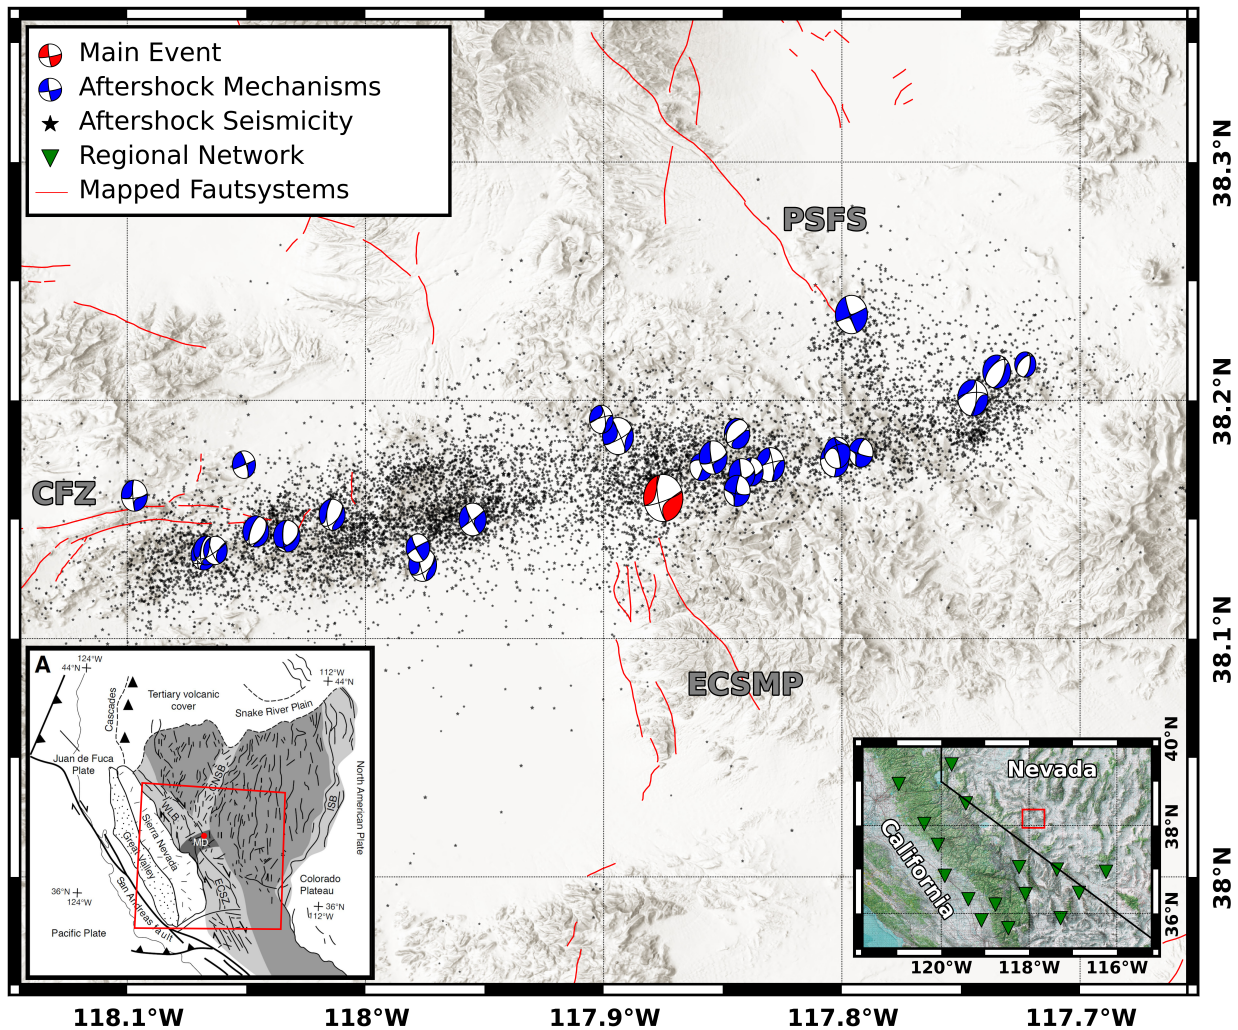 Main Event
Aftershock Mechanisms
Aftershock Seismicity
Regional Network
Mapped Fautsystems
PSFS
CFZ
ECSMP
38.3°N
38.2°N
38.1°N
38°N
118.1°W
118°W
117.9°W
117.8°W
117.7°W
A
124°W
44°N
112°W
44°N
Cascades
Tertiary volcanic
cover
Snake River Plain
Juan de Fuca
Plate
CNSB
ISB
North American Plate
WLB
MD
Sierra Nevada
Great Valley
San Andreas fault
ECSZ
Colorado
Plateau
36°N
124°W
36°N
112°W
Pacific Plate
Nevada
California
40°N
38°N
36°N
120°W
118°W
116°W